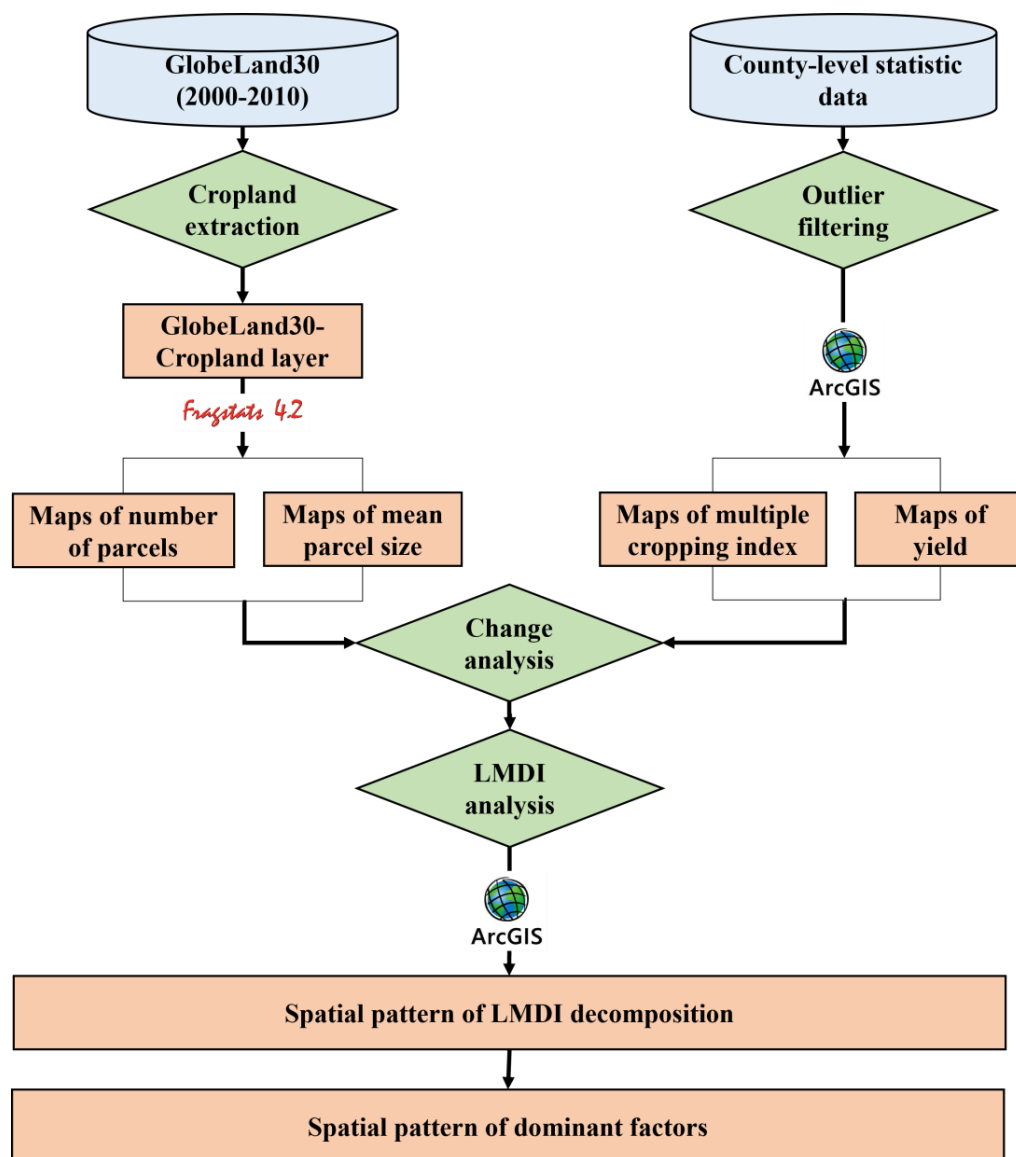 GlobeLand30
(2000-2010)
County-level statistic
data
Cropland
extraction
Outlier
filtering
GlobeLand30-
Cropland layer
Fragstats 4.2
ArcGIS
Maps of number
of parcels
Maps of mean
parcel size
Maps of multiple
cropping index
Maps of
yield
Change
analysis
LMDI
analysis
ArcGIS
Spatial pattern of LMDI decomposition
Spatial pattern of dominant factors